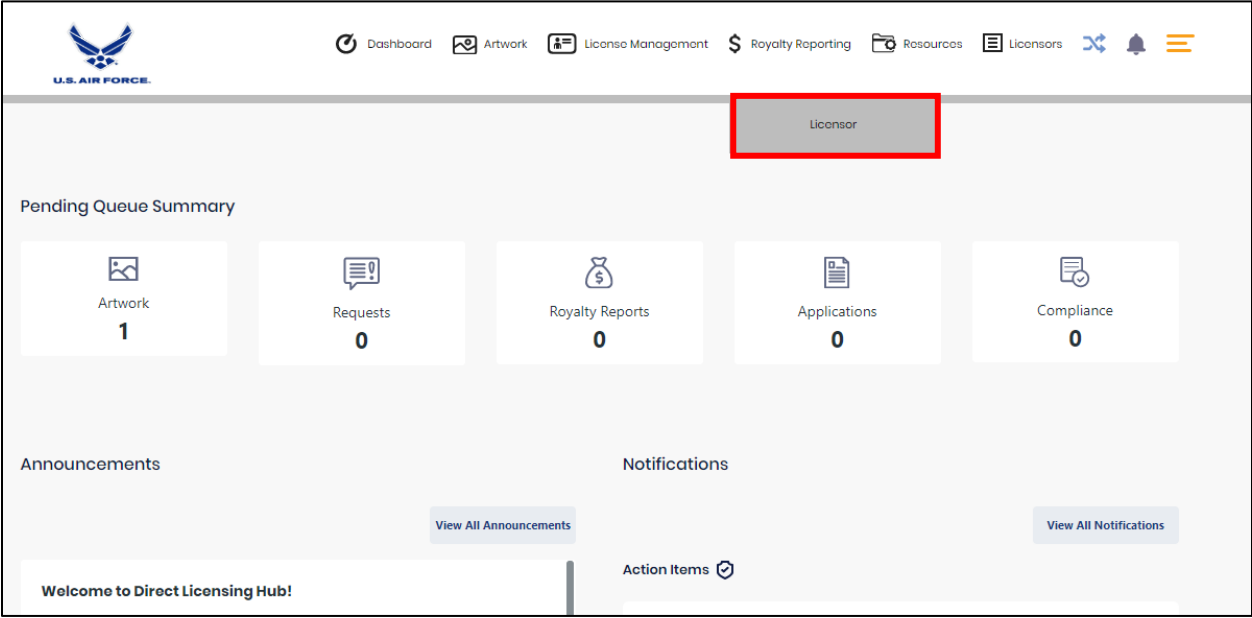 U.S. AIR FORCE.
Dashboard Artwork License Management Royalty Reporting Resources Licensors
Licensor
Pending Queue Summary
Artwork
1
Requests
0
Royalty Reports
0
Applications
0
Compliance
0
Announcements
View All Announcements
Welcome to Direct Licensing Hub!
Notifications
View All Notifications
Action Items